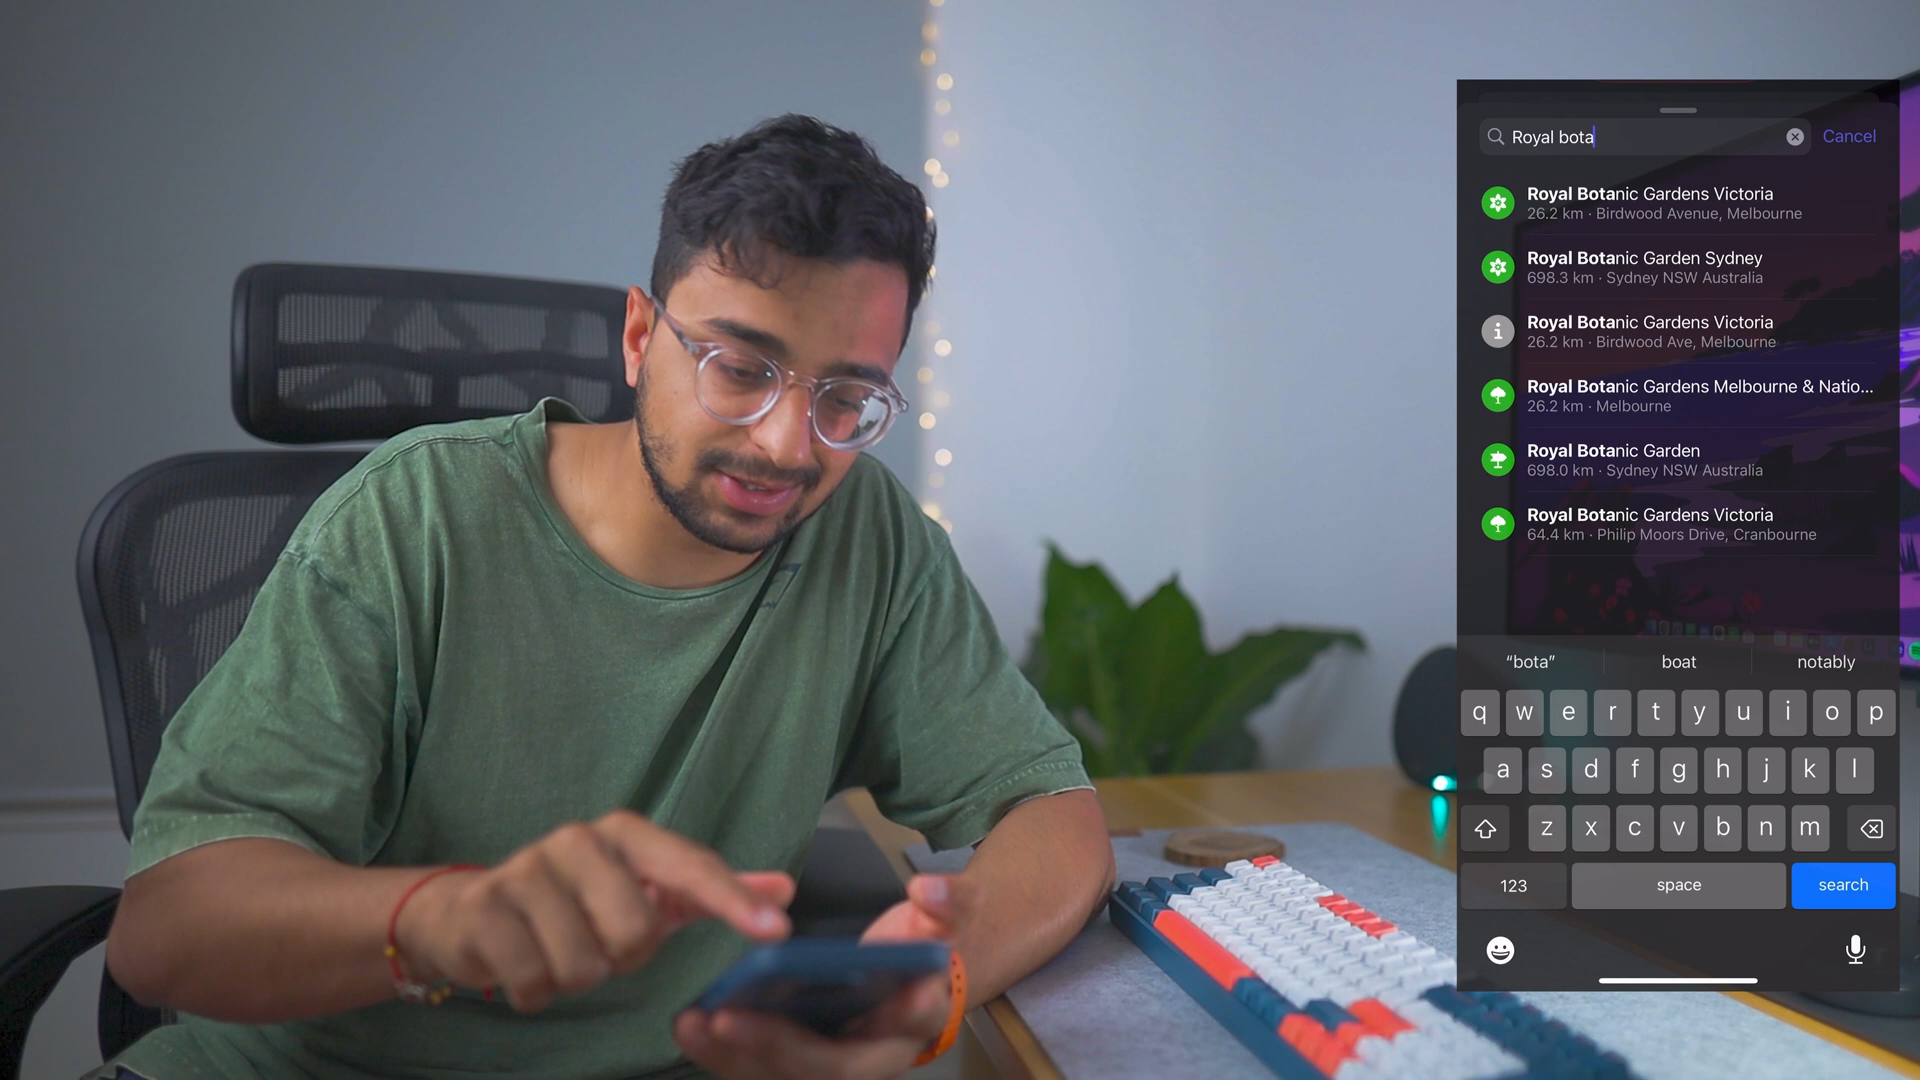 Royal bota
Cancel
Royal Botanic Gardens Victoria
26.2 km · Birdwood Avenue, Melbourne
Royal Botanic Garden Sydney
698.3 km · Sydney NSW Australia
Royal Botanic Gardens Victoria
26.2 km · Birdwood Ave, Melbourne
Royal Botanic Gardens Melbourne & Natio...
26.2 km · Melbourne
Royal Botanic Garden
698.0 km · Sydney NSW Australia
Royal Botanic Gardens Victoria
64.4 km · Philip Moors Drive, Cranbourne
“bota” boat notably
q w e r t y u i o p
a s d f g h j k l
z x c v b n m
123 space search